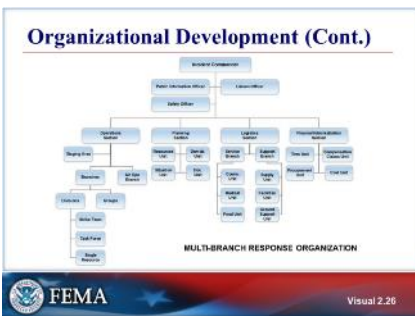 Organizational Development (Cont.)
Incident Commander
Public Information Officer
Liaison Officer
Safety Officer
Operations
Section
Planning
Section
Logistics
Section
Finance/Administration
Section
Staging Area
Resources
Unit
Demob
Unit
Service
Branch
Support
Branch
Time Unit
Compensation
Claims Unit
Branches
Air Ops
Branch
Situation
Unit
Doc.
Unit
Comm.
Unit
Supply
Unit
Procurement
Unit
Cost Unit
Divisions
Groups
Medical
Unit
Facilities
Unit
Strike Team
Food Unit
Ground
Support
Unit
Task Force
Single
Resource
MULTI-BRANCH RESPONSE ORGANIZATION
FEMA
Visual 2.26